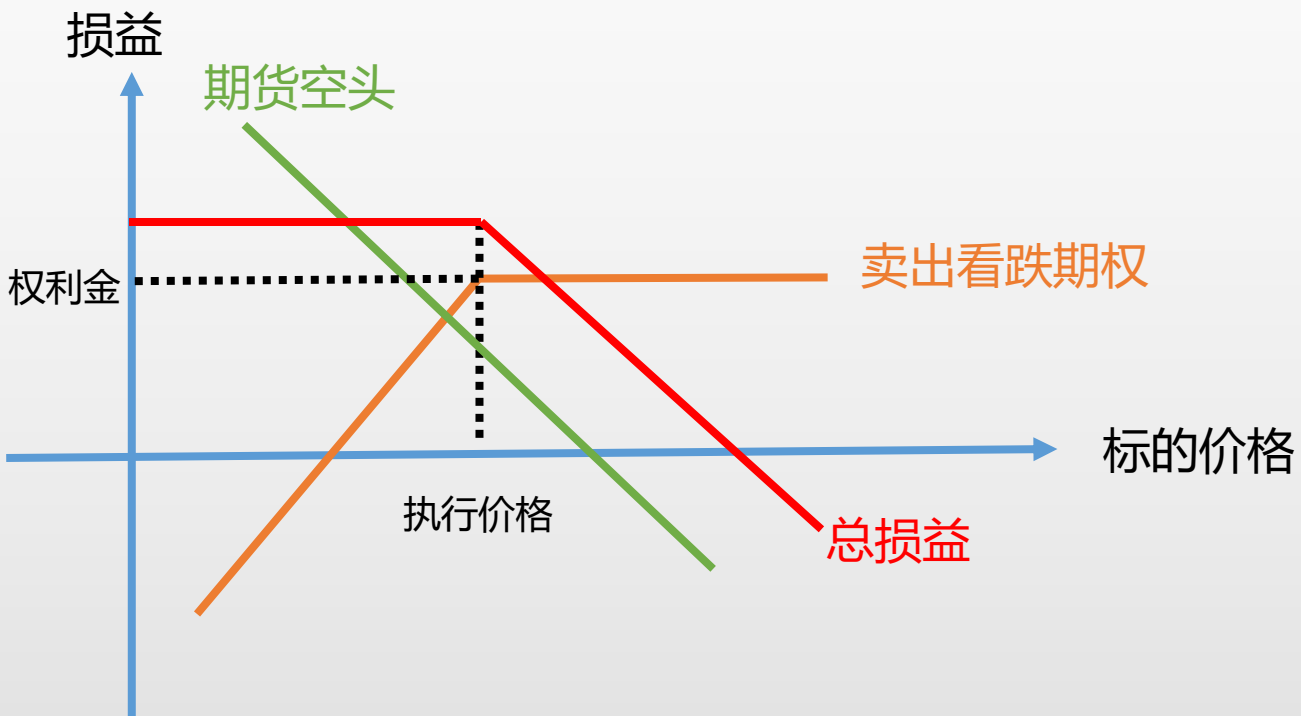 损益
期货空头
卖出看跌期权
权利金
标的价格
执行价格
总损益